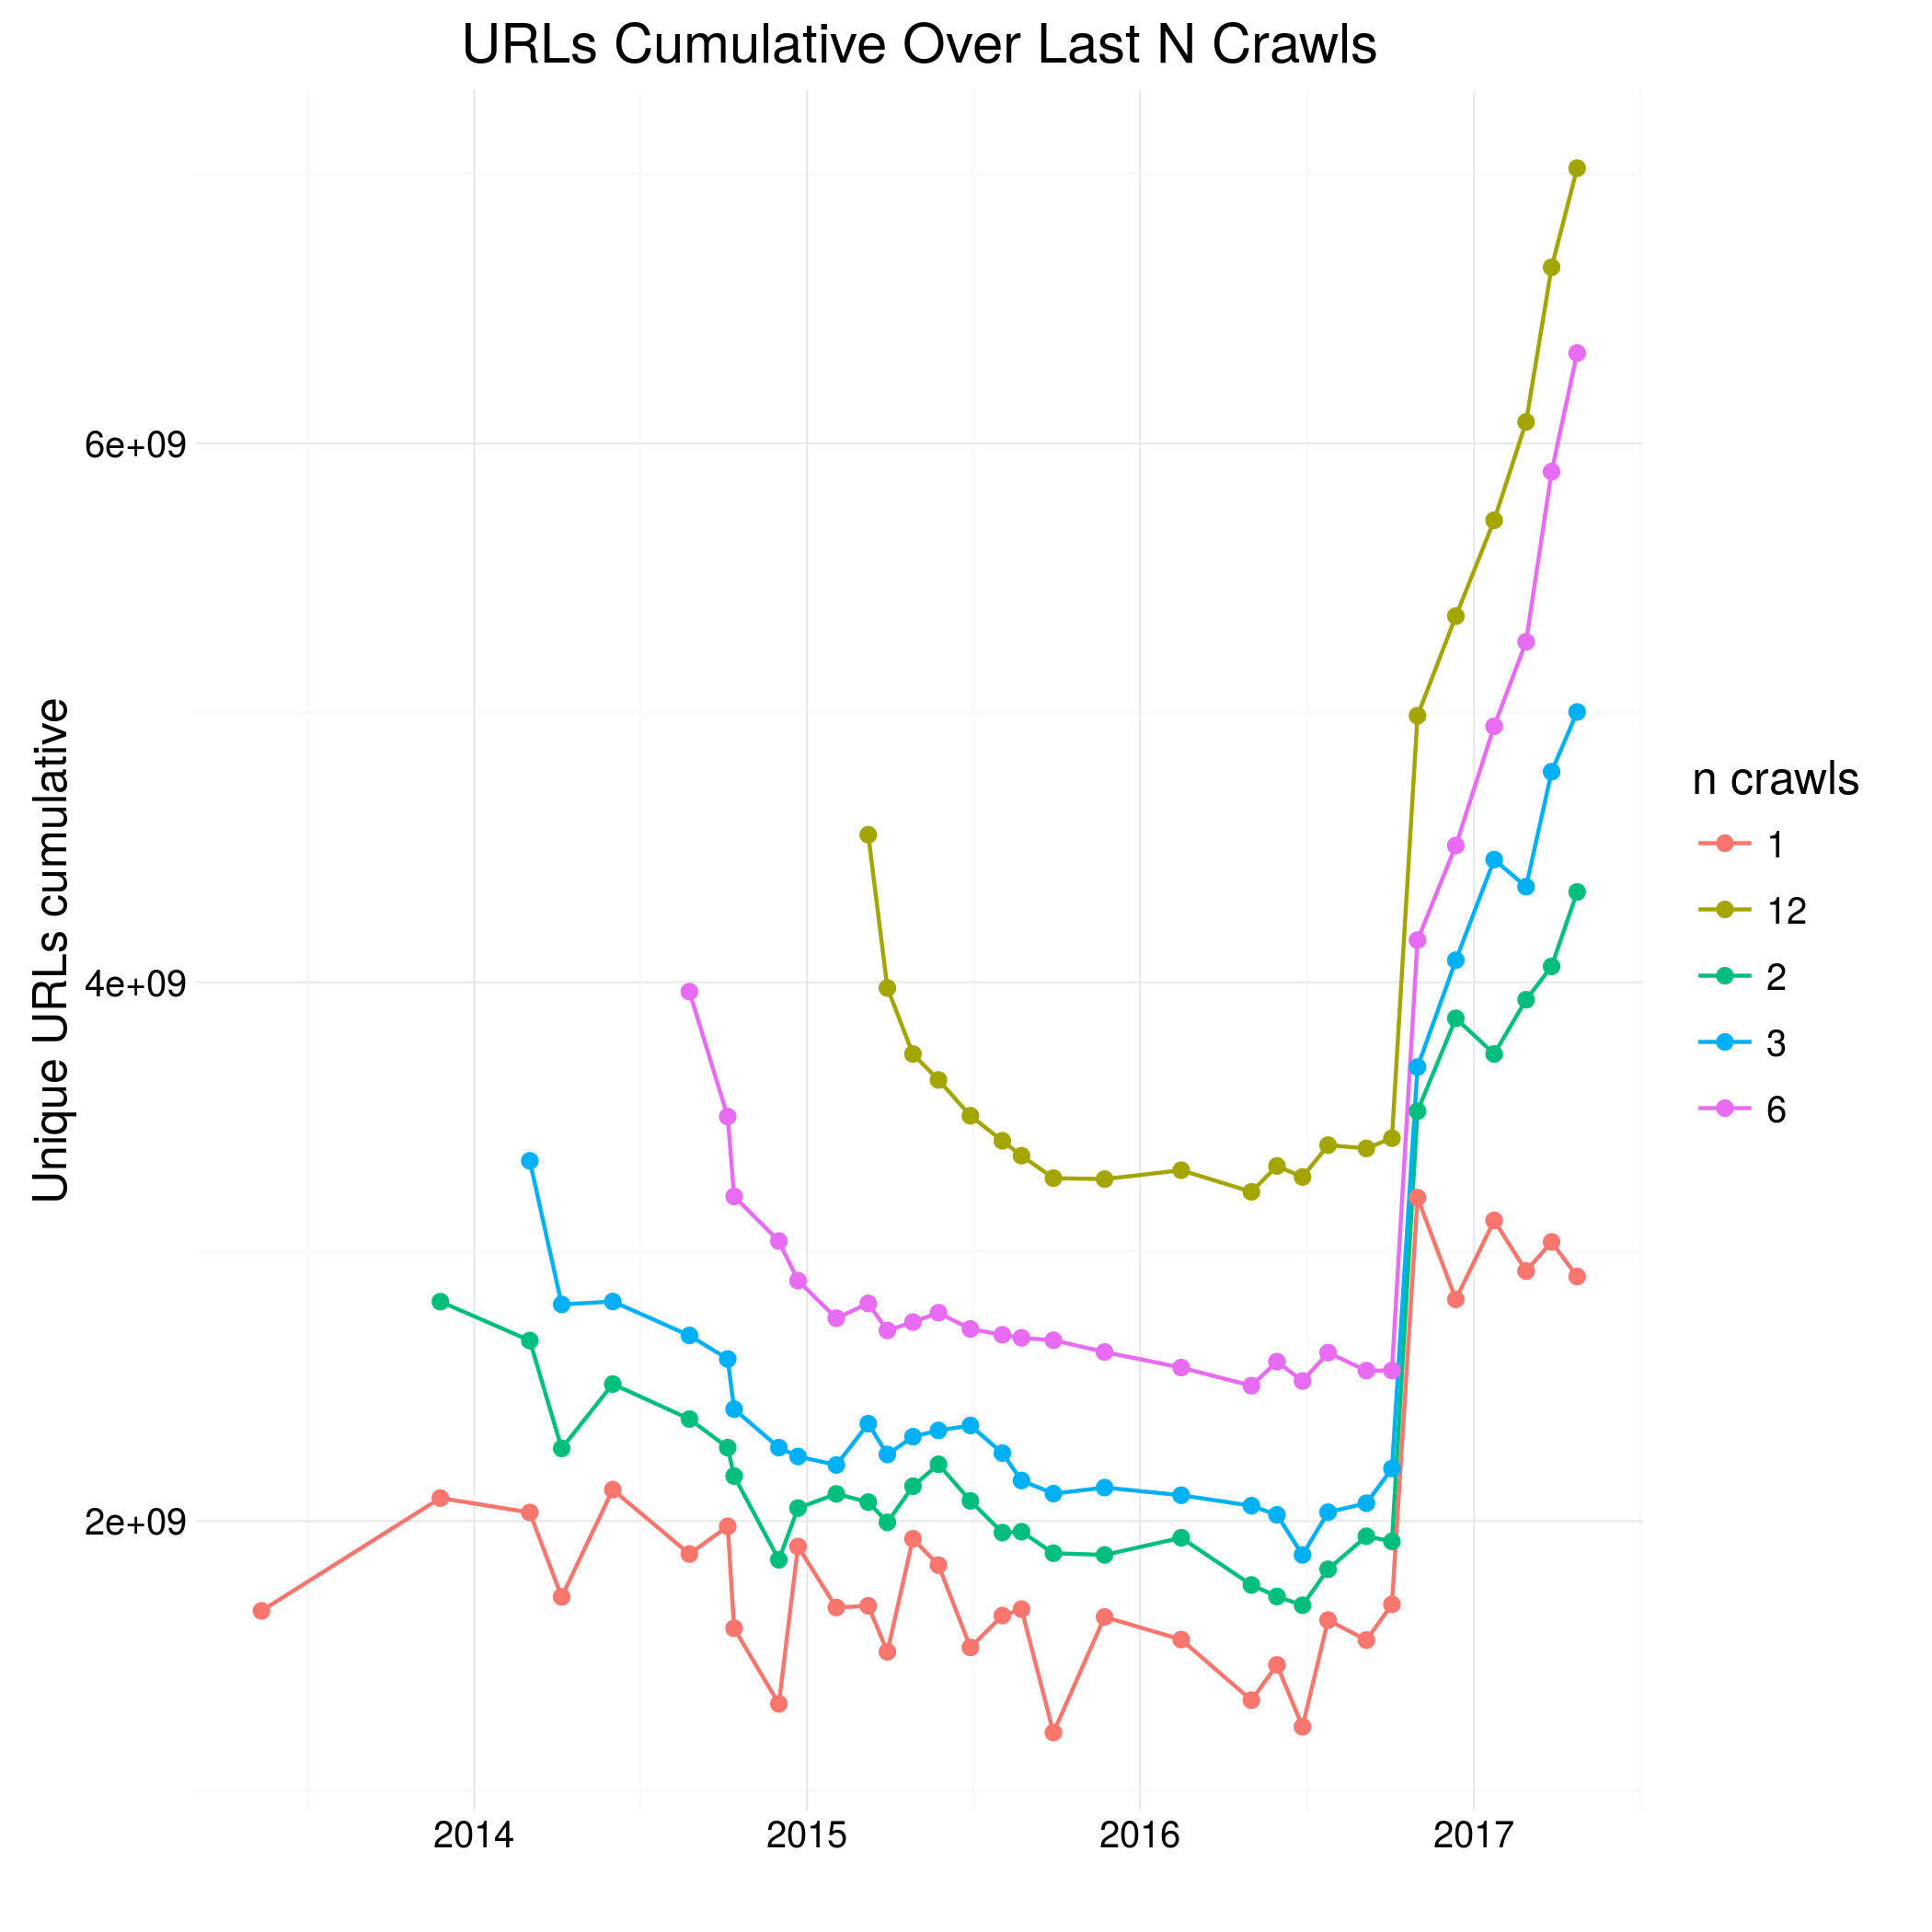 URLs Cumulative Over Last N Crawls
Unique URLs cumulative
6e+09
4e+09
2e+09
2014
2015
2016
2017
n crawls
1
12
2
3
6